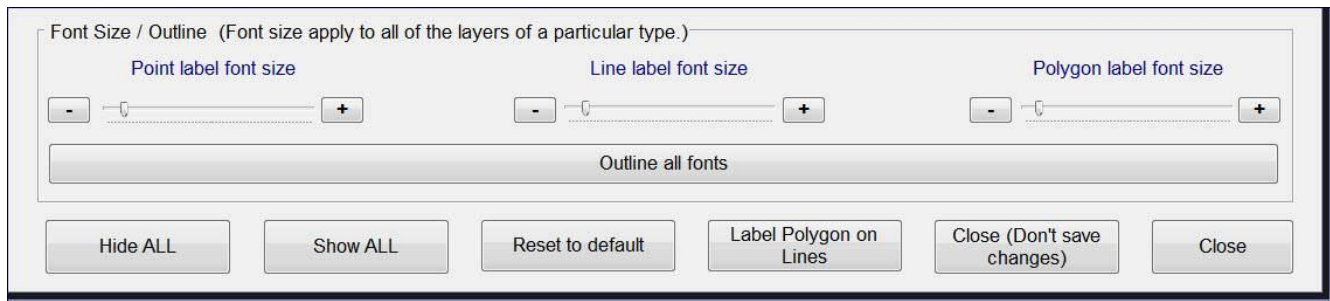 Font Size / Outline (Font size apply to all of the layers of a particular type.)
Point label font size
Line label font size
Polygon label font size
- +
- +
- +
Outline all fonts
Hide ALL
Show ALL
Reset to default
Label Polygon on
Lines
Close (Don't save
changes)
Close